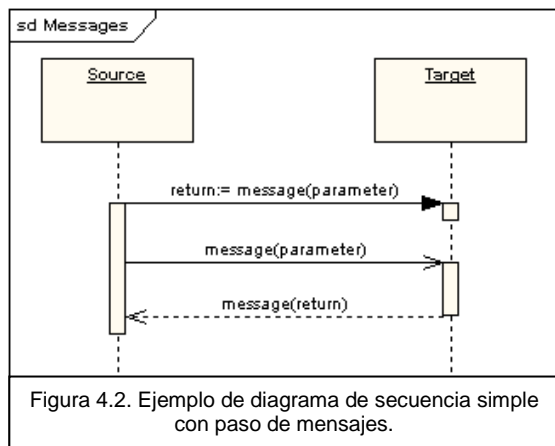 sd Messages
Source
Target
return:= message(parameter)
message(parameter)
message(return)
Figura 4.2. Ejemplo de diagrama de secuencia simple
con paso de mensajes.